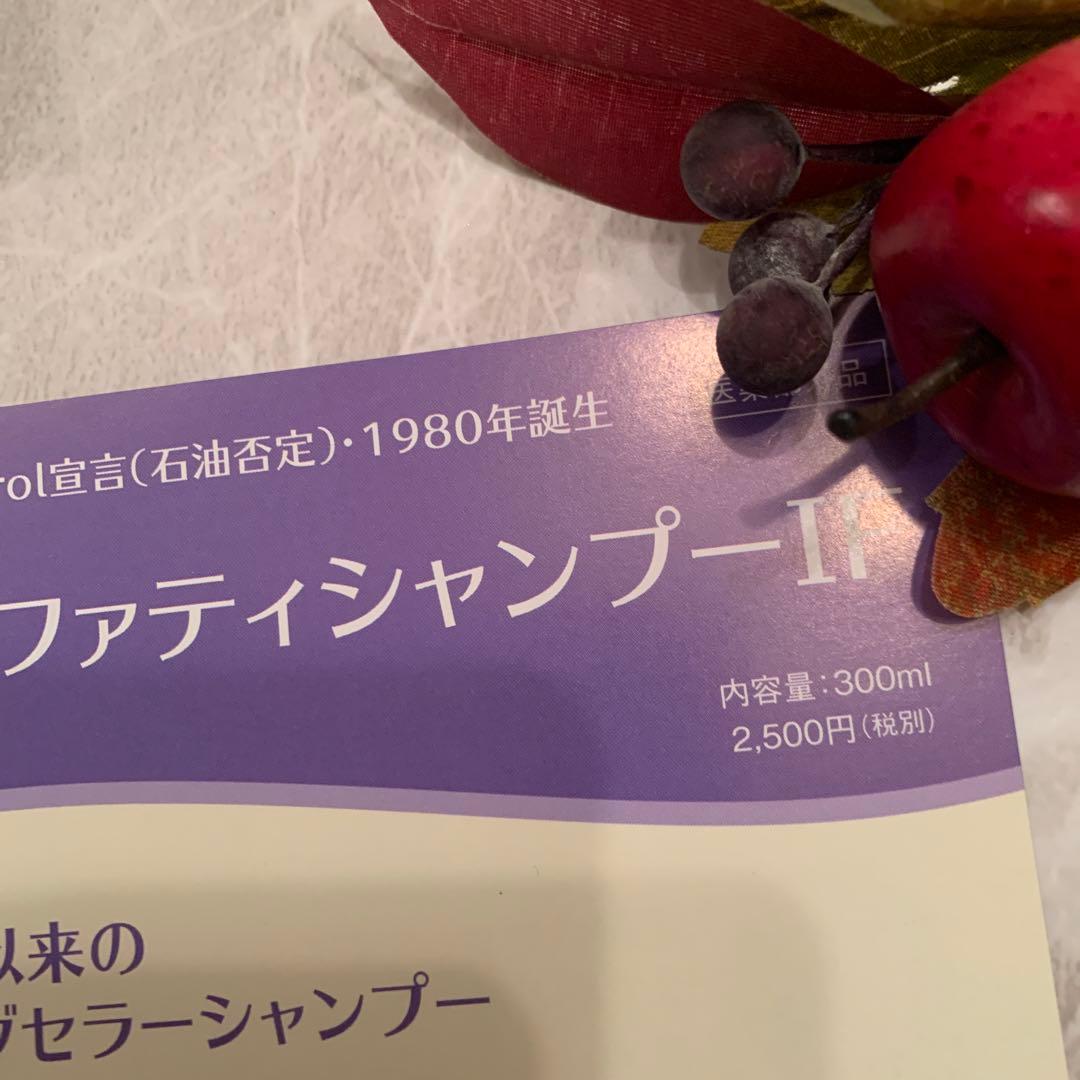 rol宣言(石油否定)・1980年誕生
ファティシャンプーIF
内容量:300ml
2,500円(税別)
以来の
グセラーシャンプー